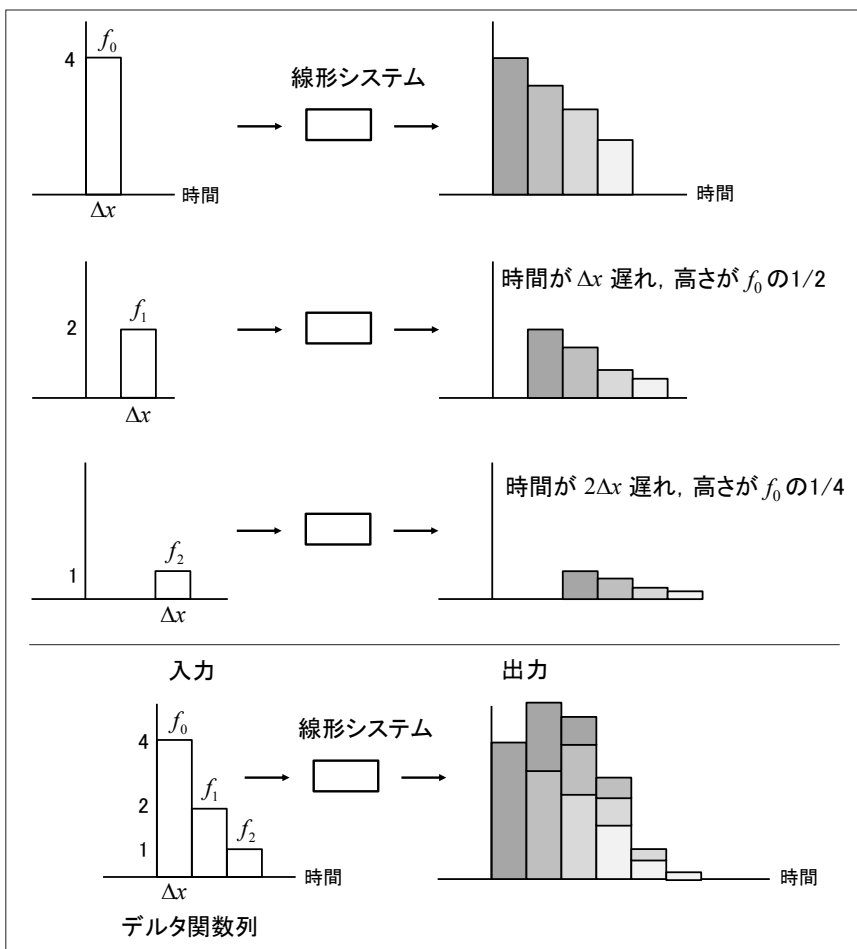 f₀
4
線形システム
時間
Δx
時間
時間が Δx 遅れ, 高さが f₀ の1/2
f₁
2
Δx
時間が 2Δx 遅れ, 高さが f₀ の1/4
f₂
1
Δx
入力
出力
f₀
線形システム
4
f₁
2
f₂
1
時間
時間
Δx
デルタ関数列